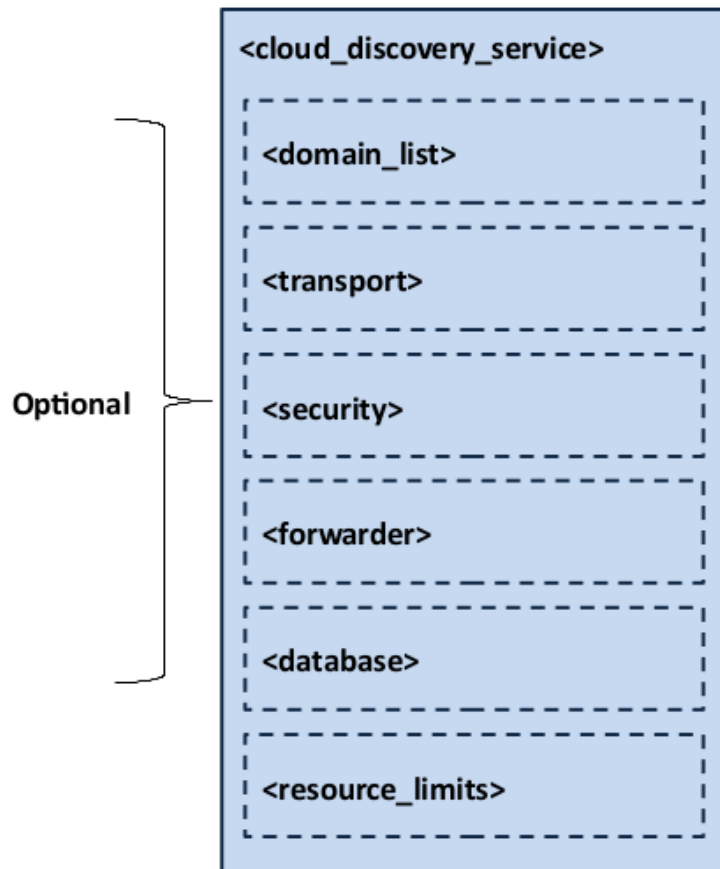 <cloud_discovery_service>
<domain_list>
<transport>
<security>
Optional
<forwarder>
<database>
<resource_limits>